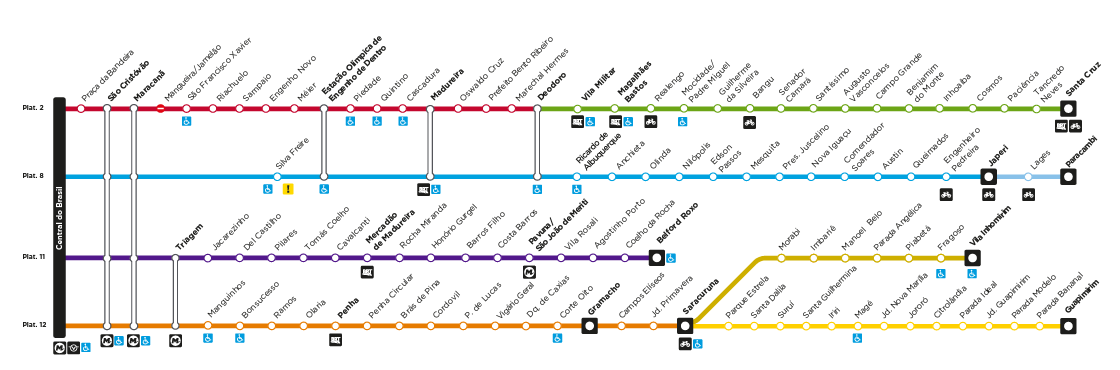 Central do Brasil
Plat. 2
Praça da Bandeira
São Cristóvão
Maracanã
Mangueira/Jamelão
São Francisco Xavier
Riachuelo
Sampaio
Engenho Novo
Méier
Estação Olímpica de
Engenho de Dentro
Piedade
Quintino
Cascadura
Madureira
Oswaldo Cruz
Prefeito Bento Ribeiro
Marechal Hermes
Deodoro
Vila Militar
Magalhães
Bastos
Realengo
Mocidade/
Padre Miguel
Guilherme
da Silveira
Bangu
Senador
Camará
Santíssimo
Augusto
Vasconcelos
Campo Grande
Benjamim
do Monte
Inhoaíba
Cosmos
Paciência
Tancredo
Neves
Santa Cruz
Plat. 8
Silva Freire
Ricardo de
Albuquerque
Anchieta
Olinda
Nilópolis
Edson
Passos
Mesquita
Pres. Juscelino
Nova Iguaçu
Comendador
Soares
Austin
Queimados
Engenheiro
Pedreira
Japeri
Lages
Paracambi
Plat. 11
Triagem
Jacarezinho
Del Castilho
Pilares
Tomás Coelho
Cavalcanti
Mercadão
de Madureira
Rocha Miranda
Honório Gurgel
Barros Filho
Costa Barros
Pavuna/
São João de Meriti
Vila Rosali
Agostinho Porto
Coelho da Rocha
Belford Roxo
Morabi
Imbariê
Manoel Belo
Parada Angélica
Piabetá
Fragoso
Vila Inhomirim
Plat. 12
Manguinhos
Bonsucesso
Ramos
Olaria
Penha
Penha Circular
Brás de Pina
Cordovil
P. de Lucas
Vigário Geral
Dq. de Caxias
Corte Oito
Gramacho
Campos Elíseos
Jd. Primavera
Saracuruna
Parque Estrela
Santa Dalila
Suruí
Santa Guilhermina
Iriri
Magé
Jd. Nova Marília
Jororó
Citrolândia
Parada Ideal
Jd. Guapimirim
Parada Modelo
Parada Bananal
Guapimirim